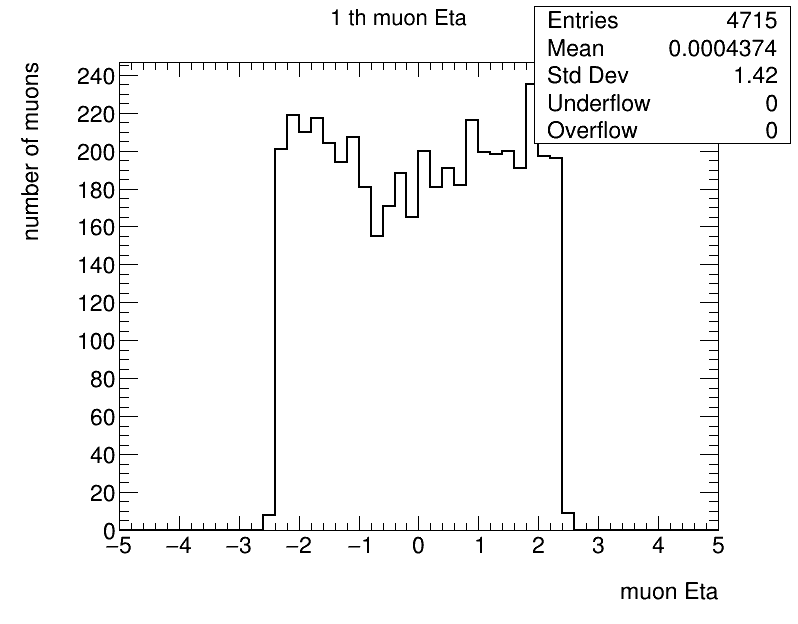 1 th muon Eta
Entries 4715
Mean 0.0004374
Std Dev 1.42
Underflow 0
Overflow 0
number of muons
240
220
200
180
160
140
120
100
80
60
40
20
0
−5 −4 −3 −2 −1 0 1 2 3 4 5
muon Eta